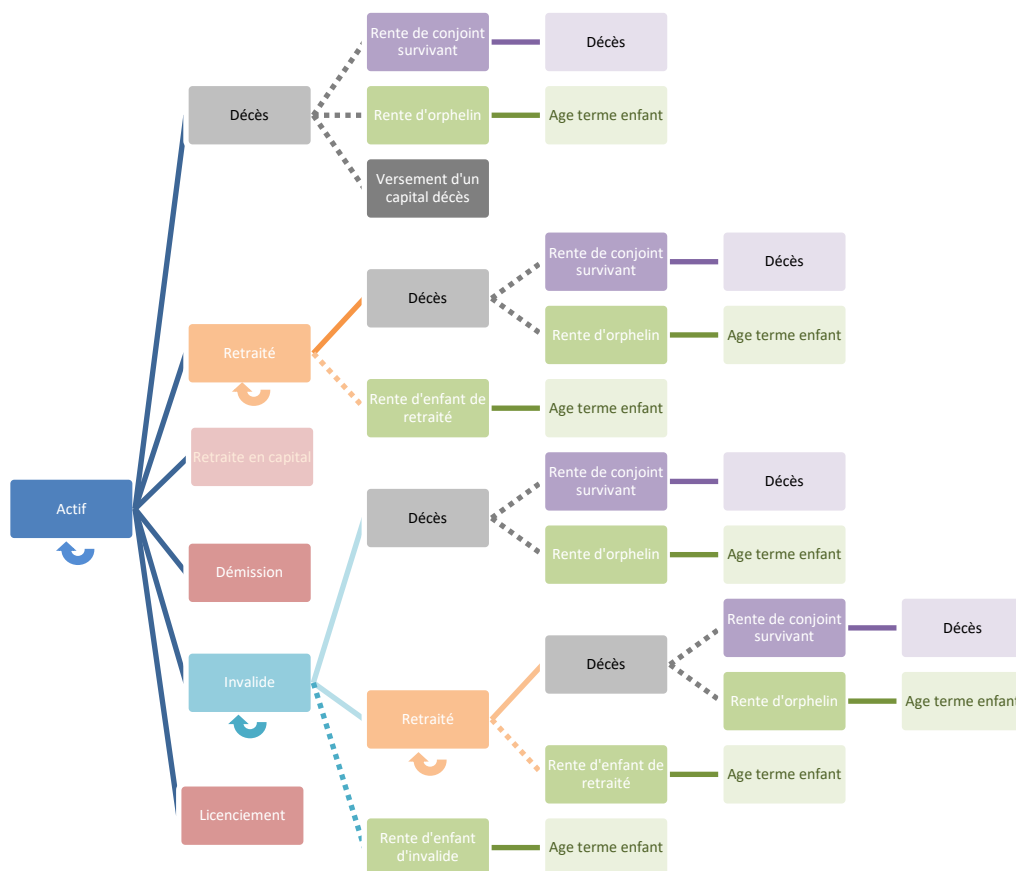 Rente de conjoint
survivant
Décès
Décès
Rente d'orphelin
Age terme enfant
Versement d'un
capital décès
Rente de conjoint
survivant
Décès
Décès
Rente d'orphelin
Age terme enfant
Retraité
Rente d'enfant de
retraité
Age terme enfant
Retraite en capital
Rente de conjoint
survivant
Décès
Actif
Décès
Rente d'orphelin
Age terme enfant
Démission
Rente de conjoint
survivant
Décès
Décès
Invalide
Rente d'orphelin
Age terme enfant
Retraité
Rente d'enfant de
retraité
Age terme enfant
Licenciement
Rente d'enfant
d'invalide
Age terme enfant